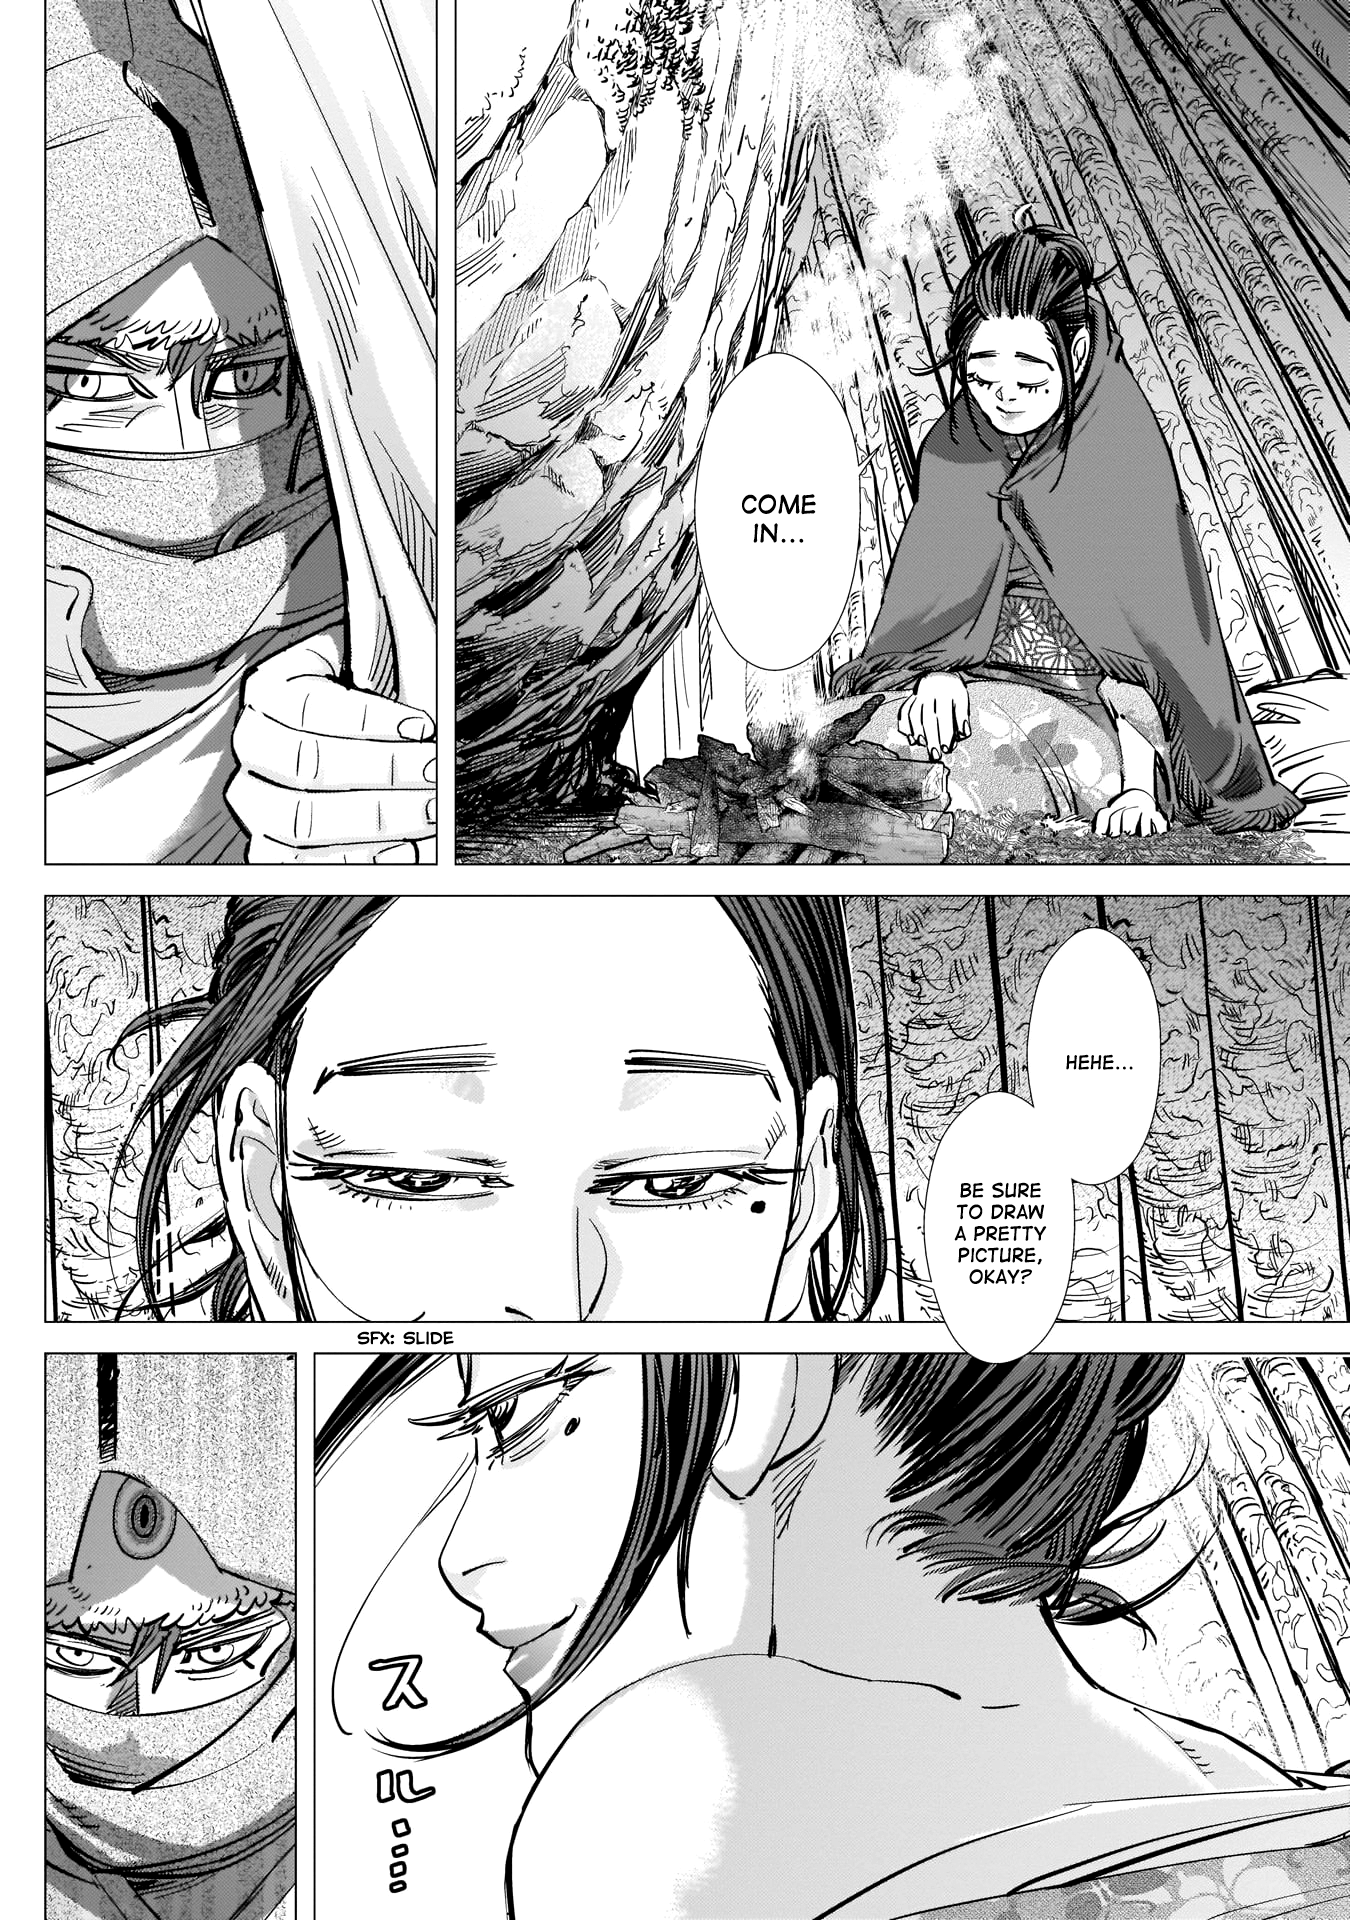 COME
IN...
HEHE...
BE SURE
TO DRAW
A PRETTY
PICTURE,
OKAY?
SFX: SLIDE
スル…